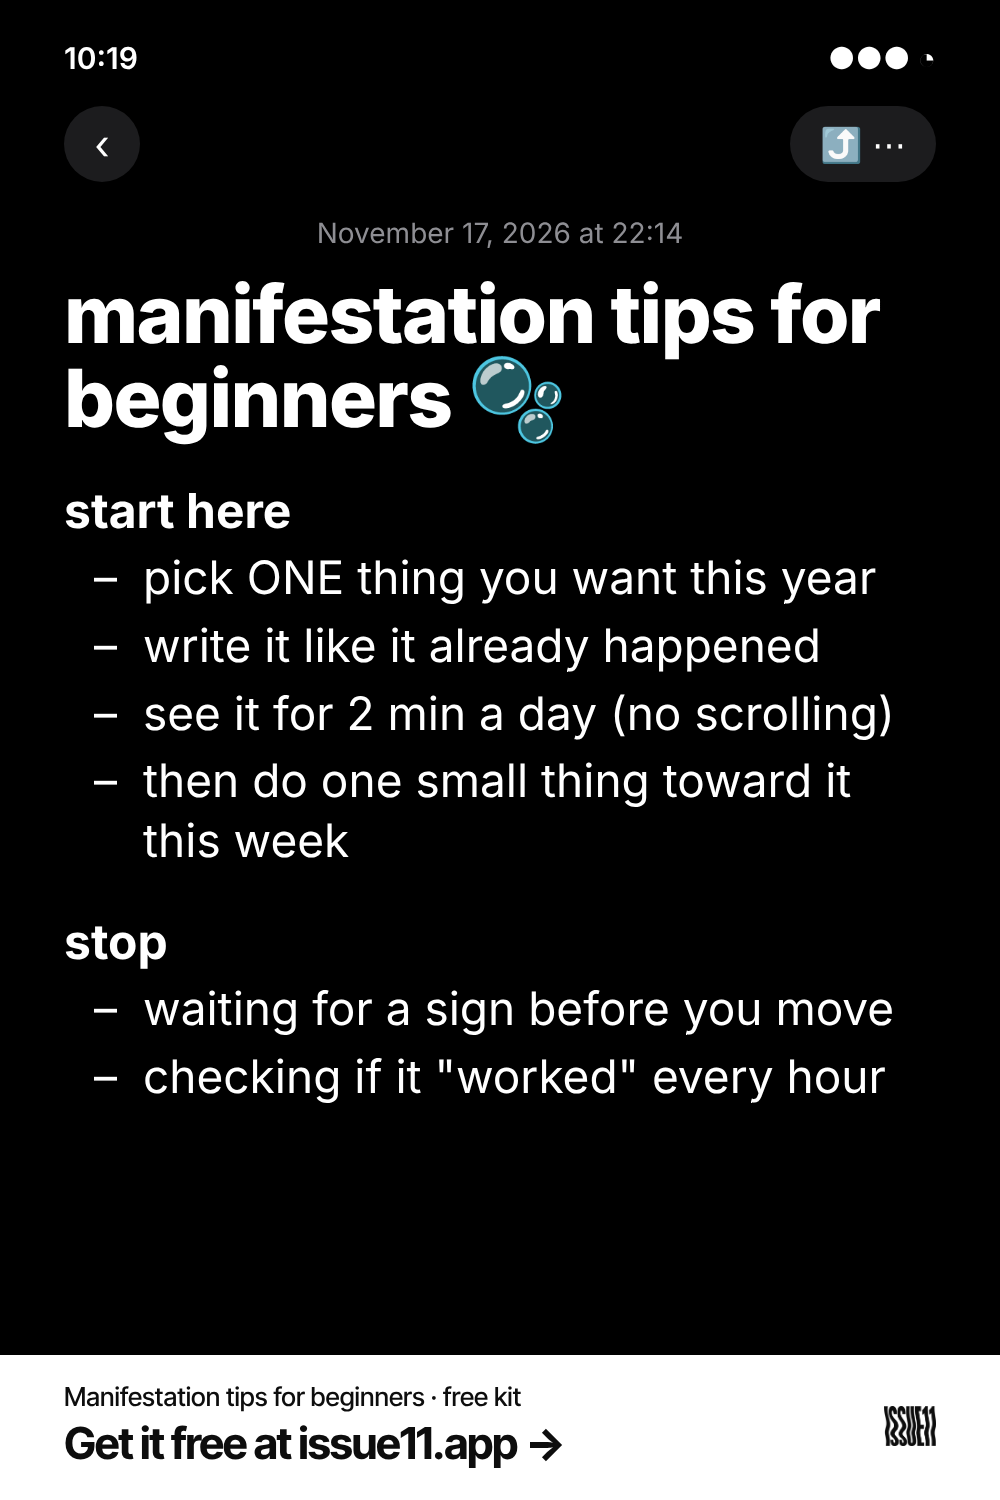 10:19
November 17, 2026 at 22:14
manifestation tips for
beginners 🫧
start here
– pick ONE thing you want this year
– write it like it already happened
– see it for 2 min a day (no scrolling)
– then do one small thing toward it
this week
stop
– waiting for a sign before you move
– checking if it "worked" every hour
Manifestation tips for beginners · free kit
Get it free at issue11.app →
ISSUE11